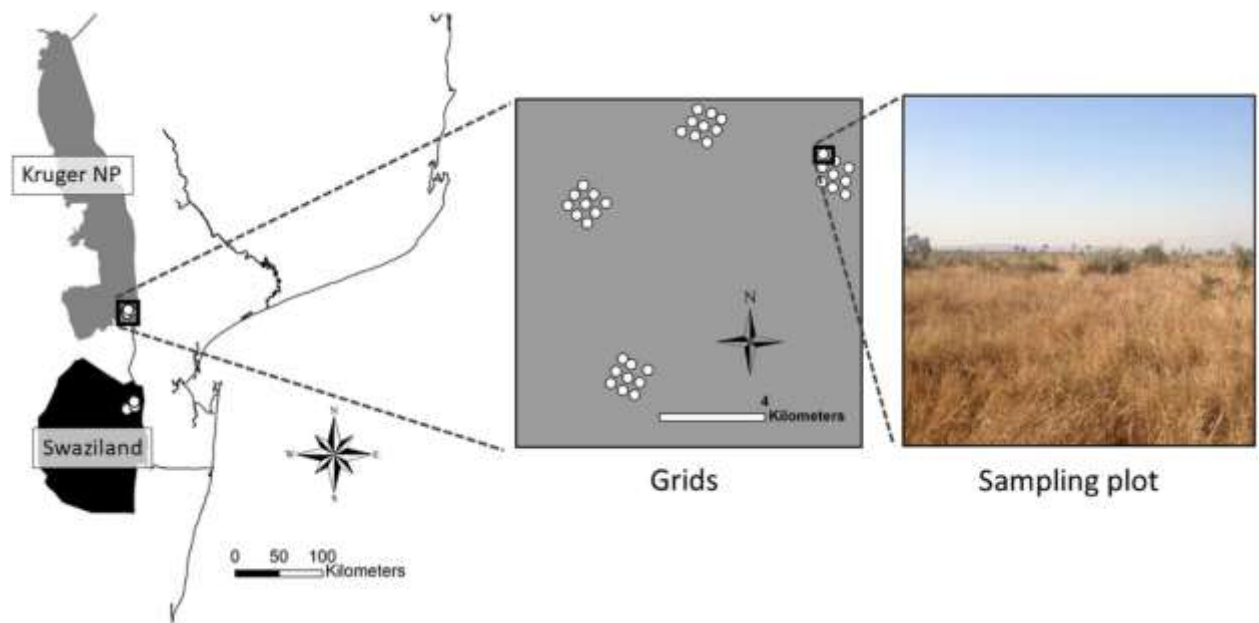 Kruger NP
Swaziland
N
W
E
S
0 50 100
Kilometers
N
4
Kilometers
Grids
Sampling plot